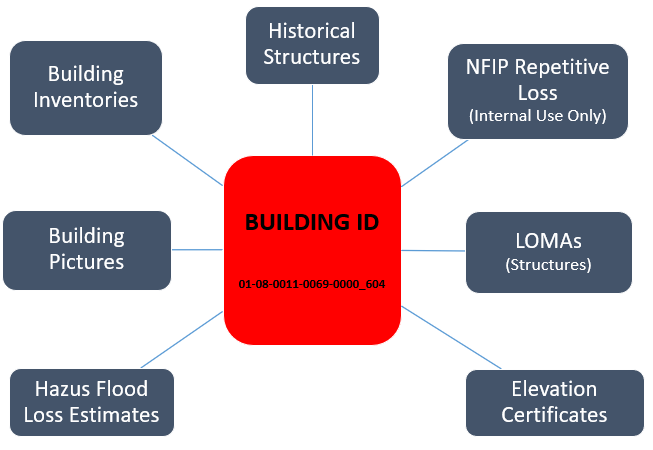 Historical
Structures
Building
Inventories
NFIP Repetitive
Loss
(Internal Use Only)
BUILDING ID
01-08-0011-0069-0000_604
Building
Pictures
LOMAs
(Structures)
Hazus Flood
Loss Estimates
Elevation
Certificates